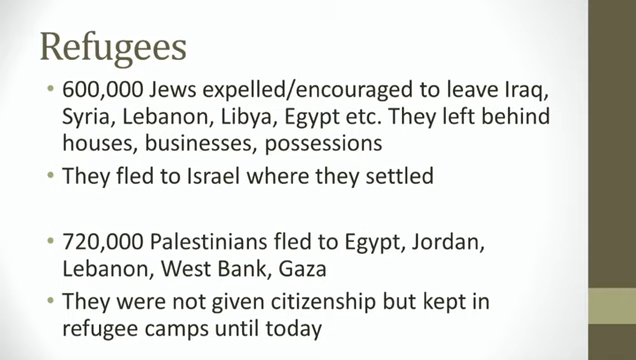 Refugees
• 600,000 Jews expelled/encouraged to leave Iraq,
Syria, Lebanon, Libya, Egypt etc. They left behind
houses, businesses, possessions
• They fled to Israel where they settled
• 720,000 Palestinians fled to Egypt, Jordan,
Lebanon, West Bank, Gaza
• They were not given citizenship but kept in
refugee camps until today